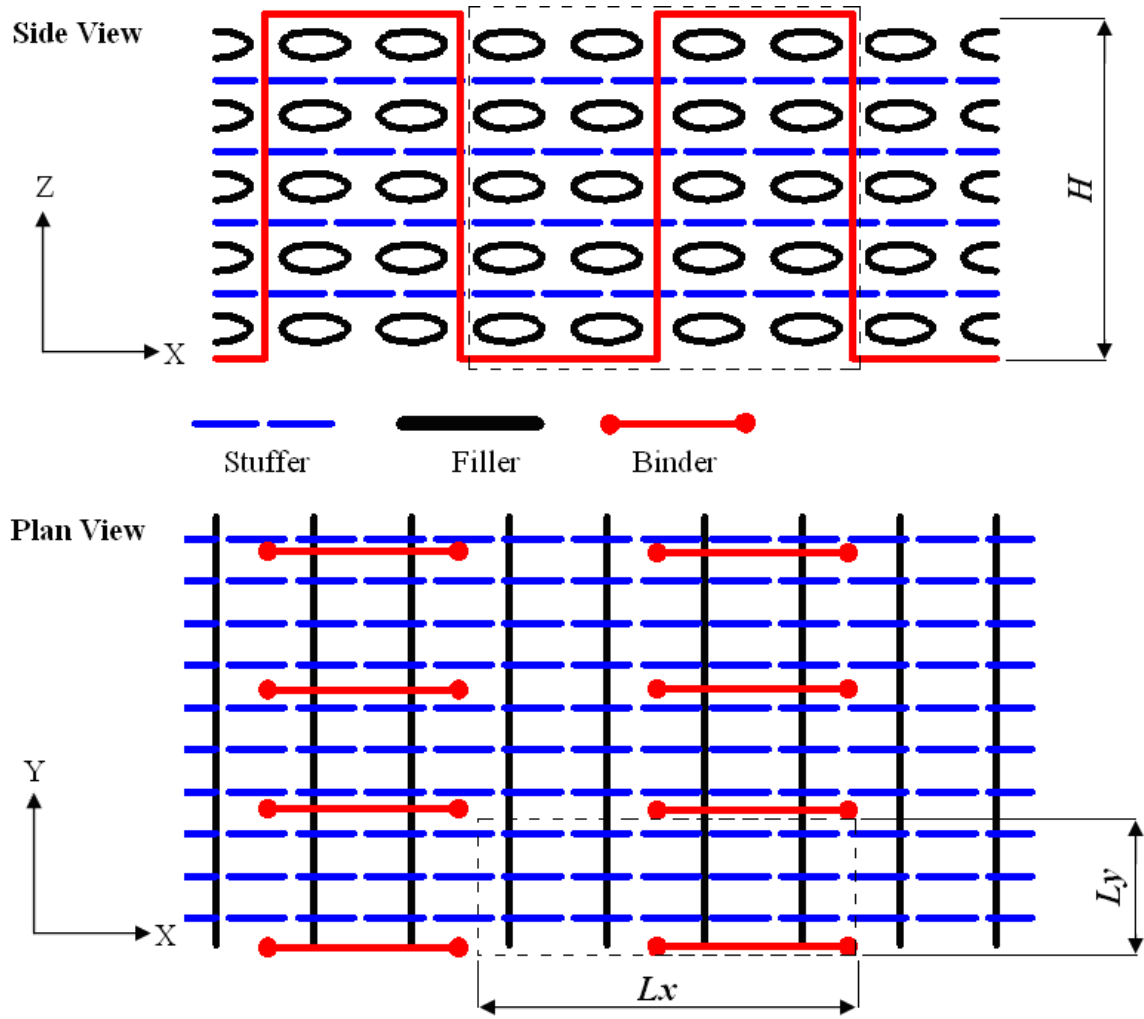 Side View
Z
X
H
Stuffer Filler Binder
Plan View
Y
X
Ly
Lx